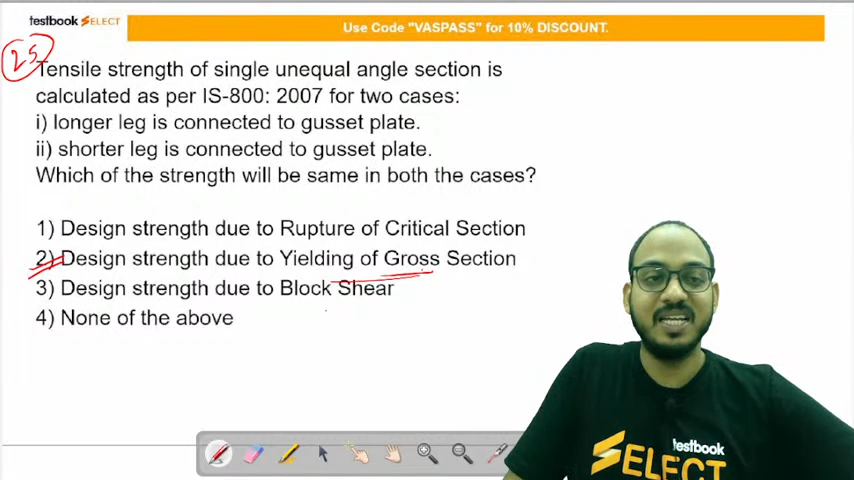 testbook SELECT
Use Code "VASPASS" for 10% DISCOUNT.
25
Tensile strength of single unequal angle section is
calculated as per IS-800: 2007 for two cases:
i) longer leg is connected to gusset plate.
ii) shorter leg is connected to gusset plate.
Which of the strength will be same in both the cases?
1) Design strength due to Rupture of Critical Section
2) Design strength due to Yielding of Gross Section
3) Design strength due to Block Shear
4) None of the above
testbook
SELECT